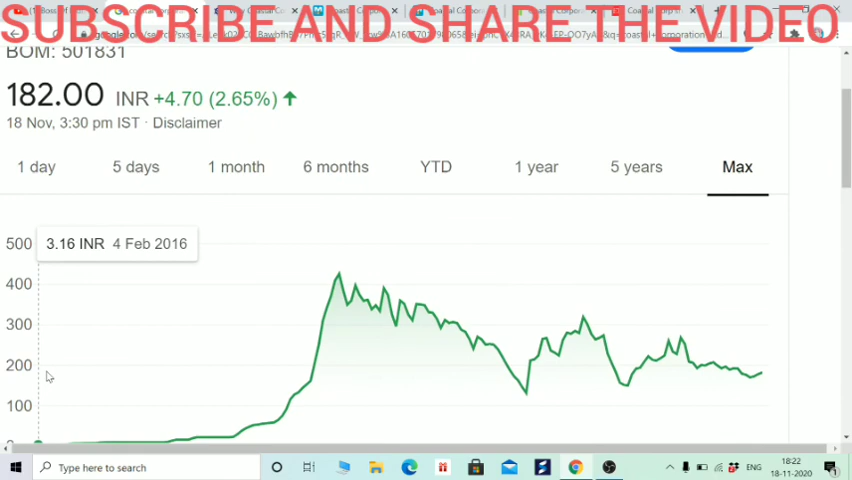 SUBSCRIBE AND SHARE THE VIDEO
BOM: 501831
182.00 INR +4.70 (2.65%)
18 Nov, 3:30 pm IST · Disclaimer
1 day 5 days 1 month 6 months YTD 1 year 5 years Max
500
3.16 INR 4 Feb 2016
400
300
200
100
Type here to search
ENG
18:22
18-11-2020